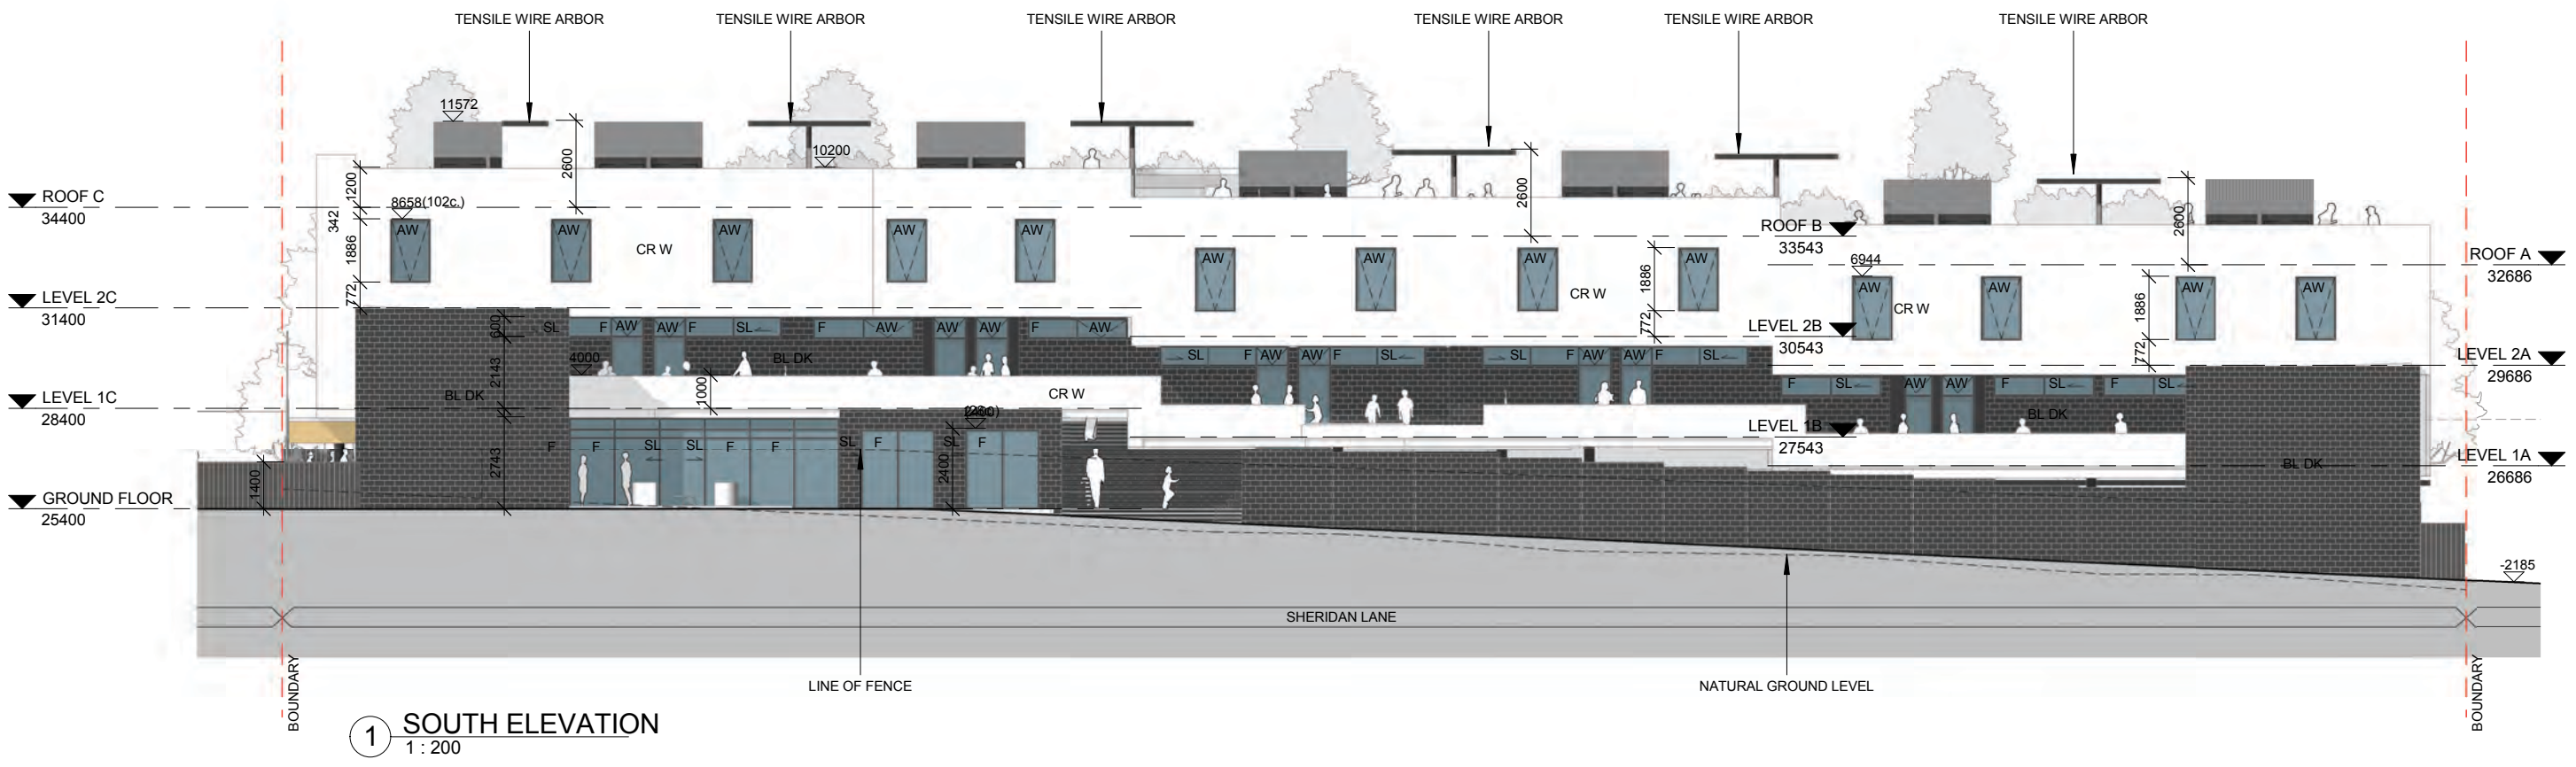 TENSILE WIRE ARBOR
TENSILE WIRE ARBOR
TENSILE WIRE ARBOR
TENSILE WIRE ARBOR
TENSILE WIRE ARBOR
TENSILE WIRE ARBOR
11572
10200
2600
1200
342
1886
772
8658(102c.)
ROOF C
34400
LEVEL 2C
31400
LEVEL 1C
28400
GROUND FLOOR
25400
AW
AW
AW
AW
AW
CR W
2600
ROOF B
33543
AW
AW
AW
AW
1886
772
CR W
LEVEL 2B
30543
LEVEL 1B
27543
6944
2600
ROOF A
32686
AW
AW
AW
AW
CR W
1886
772
LEVEL 2A
29686
LEVEL 1A
26686
SL F AW AW F SL F AW AW AW F AW
600
2143
2743
4000
BL DK
BL DK
1000
CR W
SL F AW AW F SL SL F AW AW F SL
F SL AW AW F SL F SL
BL DK
BL DK
F F SL SL F F SL F SL F
2400
1400
-2185
SHERIDAN LANE
LINE OF FENCE
NATURAL GROUND LEVEL
BOUNDARY
BOUNDARY
1 SOUTH ELEVATION
1 : 200